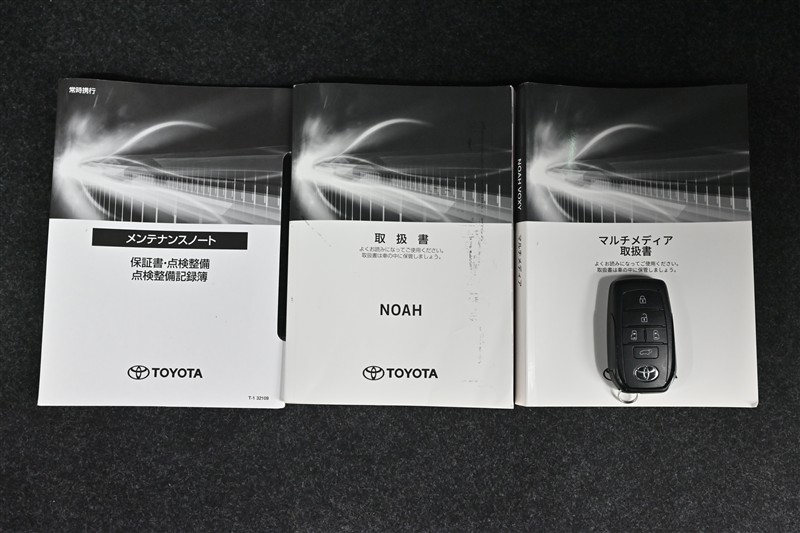 常時携行
メンテナンスノート
保証書・点検整備
点検整備記録簿
TOYOTA
T-1 32109
取扱書
よくお読みになってご使用ください。
取扱書は車の中に保管しましょう。
NOAH
TOYOTA
NOAH VOXY
マルチメディア
マルチメディア
取扱書
よくお読みになってご使用ください。
取扱書は車の中に保管しましょう。